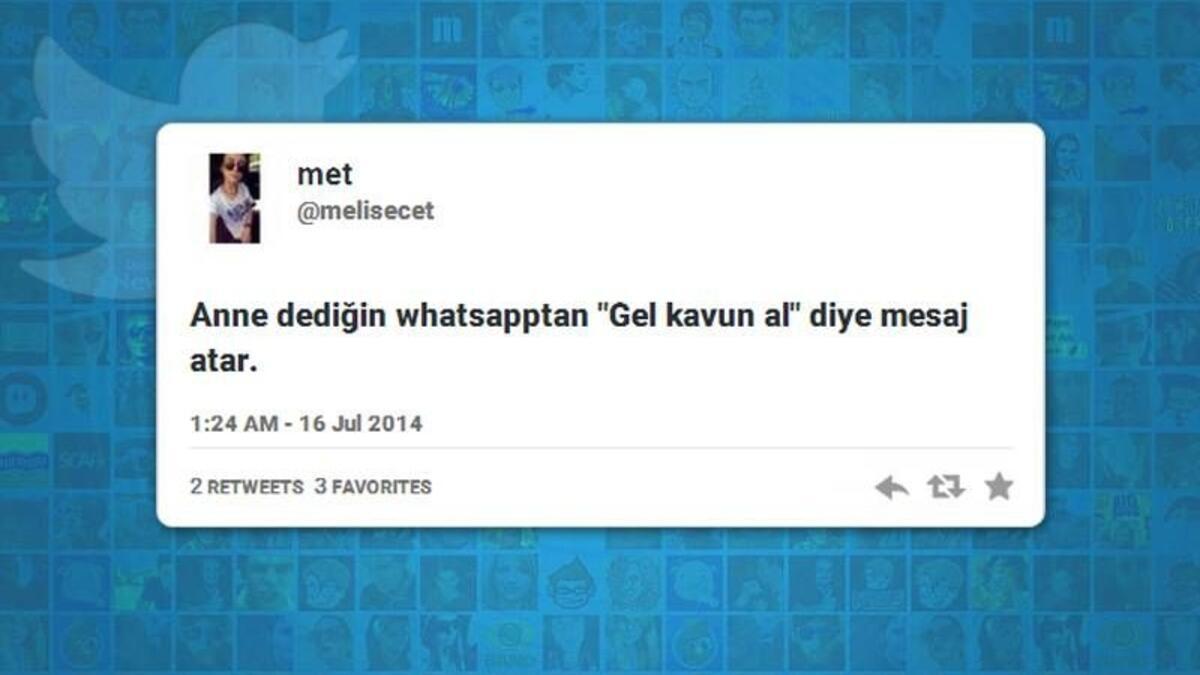 met
@melisecet
Anne dediğin whatsapptan "Gel kavun al" diye mesaj
atar.
1:24 AM - 16 Jul 2014
2 RETWEETS 3 FAVORITES